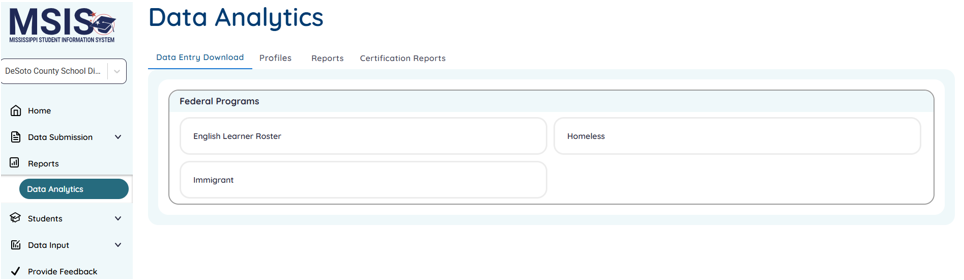 MSIS
MISSISSIPPI STUDENT INFORMATION SYSTEM
DeSoto County School Di...
Home
Data Submission
Reports
Data Analytics
Students
Data Input
Provide Feedback
Data Analytics
Data Entry Download Profiles Reports Certification Reports
Federal Programs
English Learner Roster Homeless
Immigrant